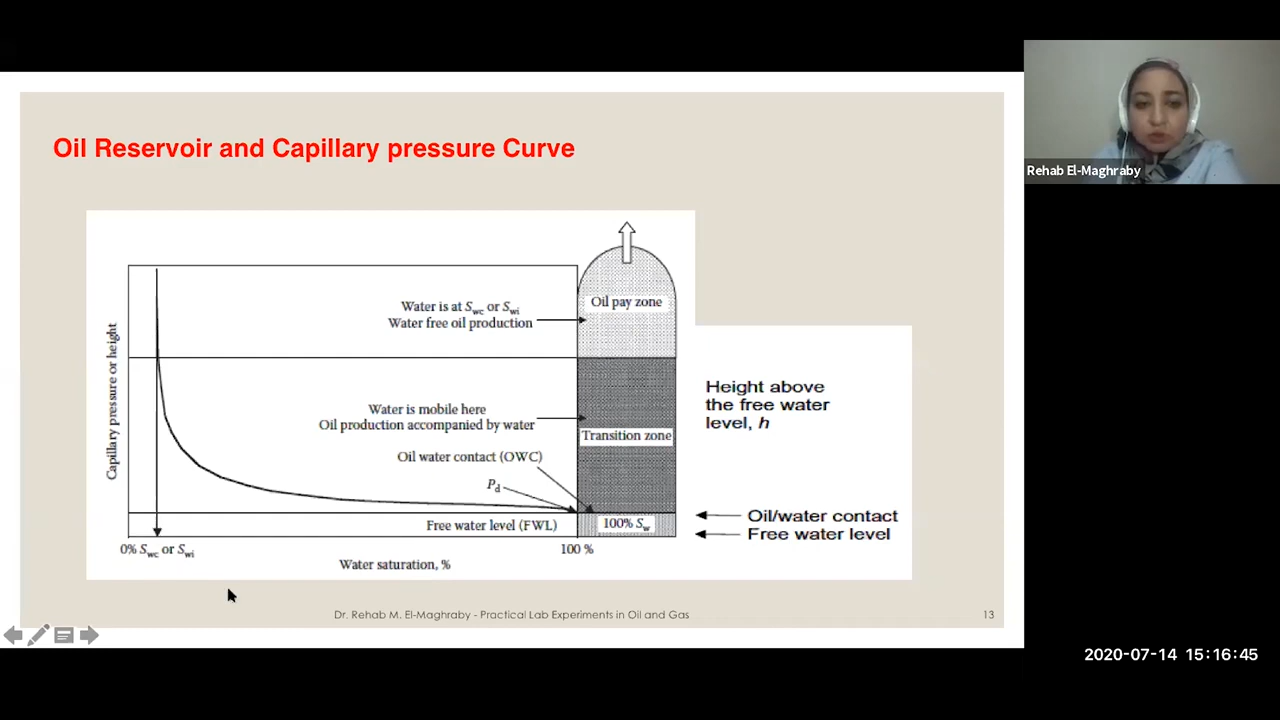 Oil Reservoir and Capillary pressure Curve
Rehab El-Maghraby
Capillary pressure or height
Water is at Swc or Swi
Water free oil production
Oil pay zone
Water is mobile here
Oil production accompanied by water
Transition zone
Oil water contact (OWC)
Pd
Free water level (FWL)
100% Sw
0% Swc or Swi
100 %
Water saturation, %
Height above
the free water
level, h
Oil/water contact
Free water level
Dr. Rehab M. El-Maghraby - Practical Lab Experiments in Oil and Gas
13
2020-07-14 15:16:45